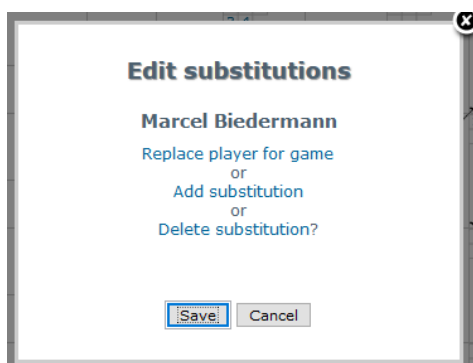 Edit substitutions
Marcel Biedermann
Replace player for game
or
Add substitution
or
Delete substitution?
Save Cancel